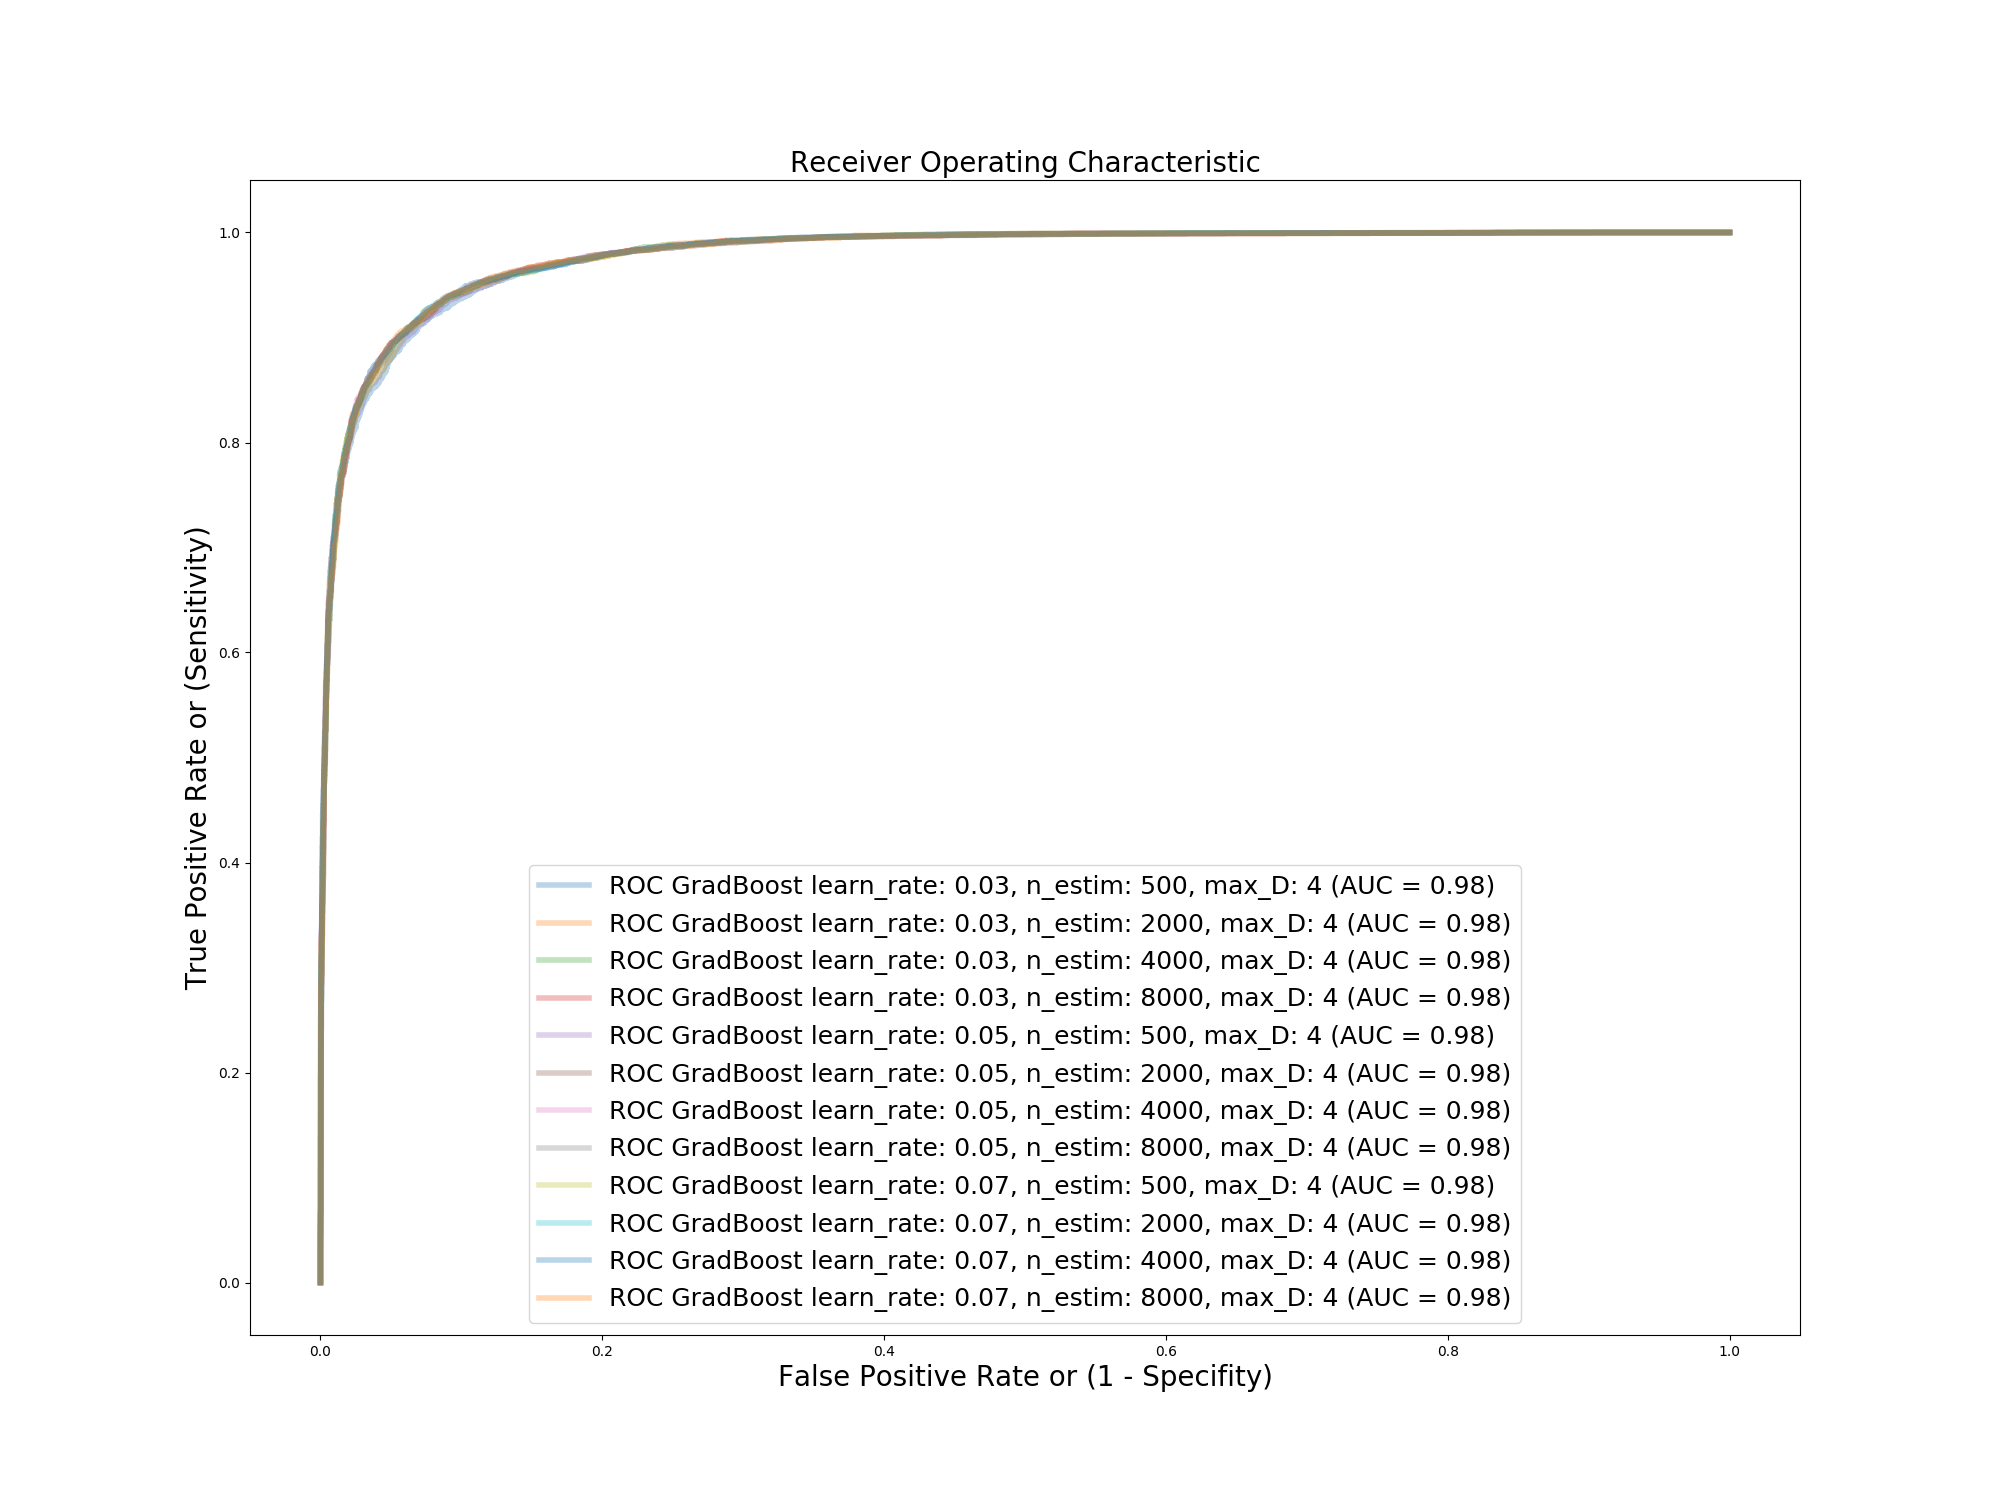 Receiver Operating Characteristic
1.0
0.8
0.6
0.4
0.2
0.0
True Positive Rate or (Sensitivity)
ROC GradBoost learn_rate: 0.03, n_estim: 500, max_D: 4 (AUC = 0.98)
ROC GradBoost learn_rate: 0.03, n_estim: 2000, max_D: 4 (AUC = 0.98)
ROC GradBoost learn_rate: 0.03, n_estim: 4000, max_D: 4 (AUC = 0.98)
ROC GradBoost learn_rate: 0.03, n_estim: 8000, max_D: 4 (AUC = 0.98)
ROC GradBoost learn_rate: 0.05, n_estim: 500, max_D: 4 (AUC = 0.98)
ROC GradBoost learn_rate: 0.05, n_estim: 2000, max_D: 4 (AUC = 0.98)
ROC GradBoost learn_rate: 0.05, n_estim: 4000, max_D: 4 (AUC = 0.98)
ROC GradBoost learn_rate: 0.05, n_estim: 8000, max_D: 4 (AUC = 0.98)
ROC GradBoost learn_rate: 0.07, n_estim: 500, max_D: 4 (AUC = 0.98)
ROC GradBoost learn_rate: 0.07, n_estim: 2000, max_D: 4 (AUC = 0.98)
ROC GradBoost learn_rate: 0.07, n_estim: 4000, max_D: 4 (AUC = 0.98)
ROC GradBoost learn_rate: 0.07, n_estim: 8000, max_D: 4 (AUC = 0.98)
0.0 0.2 0.4 0.6 0.8 1.0
False Positive Rate or (1 - Specifity)